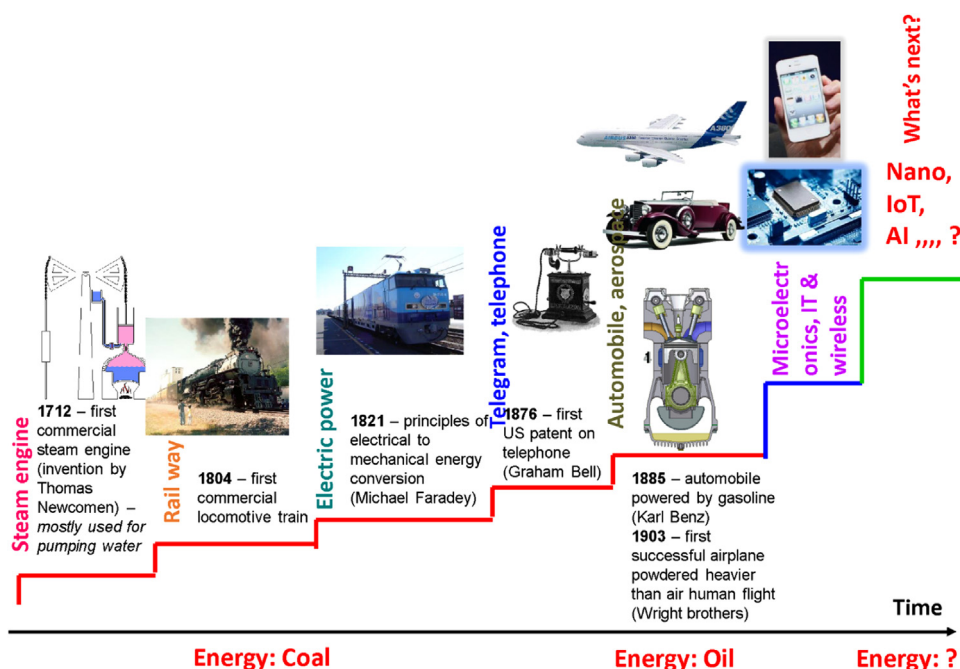 What's next?
Nano,
IoT,
AI ,,,, ?
A380
Steam engine
1712 – first
commercial
steam engine
(invention by
Thomas
Newcomen) –
mostly used for
pumping water
Rail way
1804 – first
commercial
locomotive train
Electric power
1821 – principles of
electrical to
mechanical energy
conversion
(Michael Faradey)
Telegram, telephone
1876 – first
US patent on
telephone
(Graham Bell)
Automobile, aerospace
1885 – automobile
powered by gasoline
(Karl Benz)
1903 – first
successful airplane
powdered heavier
than air human flight
(Wright brothers)
Microelectr
onics, IT &
wireless
Time
Energy: Coal
Energy: Oil
Energy: ?